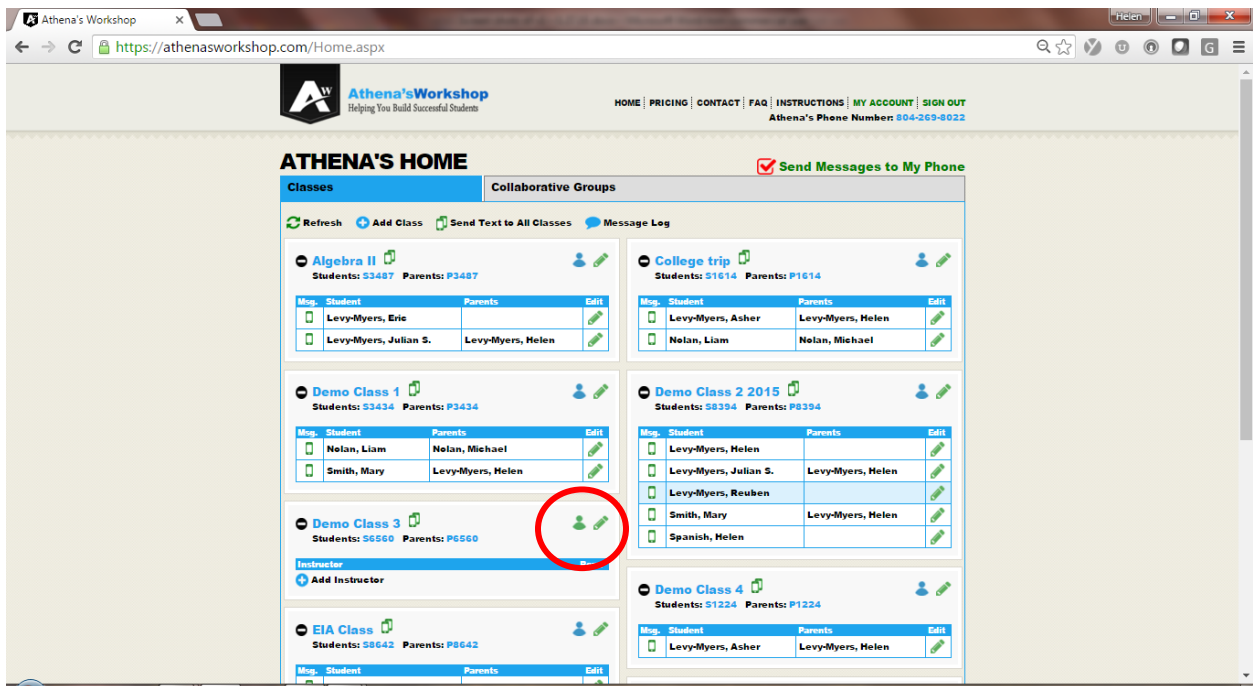 Athena's Workshop
Helen
https://athenasworkshop.com/Home.aspx
AW
Athena'sWorkshop
Helping You Build Successful Students
HOME PRICING CONTACT FAQ INSTRUCTIONS MY ACCOUNT SIGN OUT
Athena's Phone Number: 804-269-8022
ATHENA'S HOME
Send Messages to My Phone
Classes Collaborative Groups
Refresh Add Class Send Text to All Classes Message Log
Algebra II
Students: S3487 Parents: P3487
Msg. Student Parents Edit
Levy-Myers, Eric
Levy-Myers, Julian S. Levy-Myers, Helen
College trip
Students: S1614 Parents: P1614
Msg. Student Parents Edit
Levy-Myers, Asher Levy-Myers, Helen
Nolan, Liam Nolan, Michael
Demo Class 1
Students: S3434 Parents: P3434
Msg. Student Parents Edit
Nolan, Liam Nolan, Michael
Smith, Mary Levy-Myers, Helen
Demo Class 2 2015
Students: S8394 Parents: P8394
Msg. Student Parents Edit
Levy-Myers, Helen
Levy-Myers, Julian S. Levy-Myers, Helen
Levy-Myers, Reuben
Smith, Mary Levy-Myers, Helen
Spanish, Helen
Demo Class 3
Students: S6560 Parents: P6560
Instructor
Add Instructor
Demo Class 4
Students: S1224 Parents: P1224
Msg. Student Parents Edit
Levy-Myers, Asher Levy-Myers, Helen
EIA Class
Students: S8642 Parents: P8642
Msg. Student Parents Edit